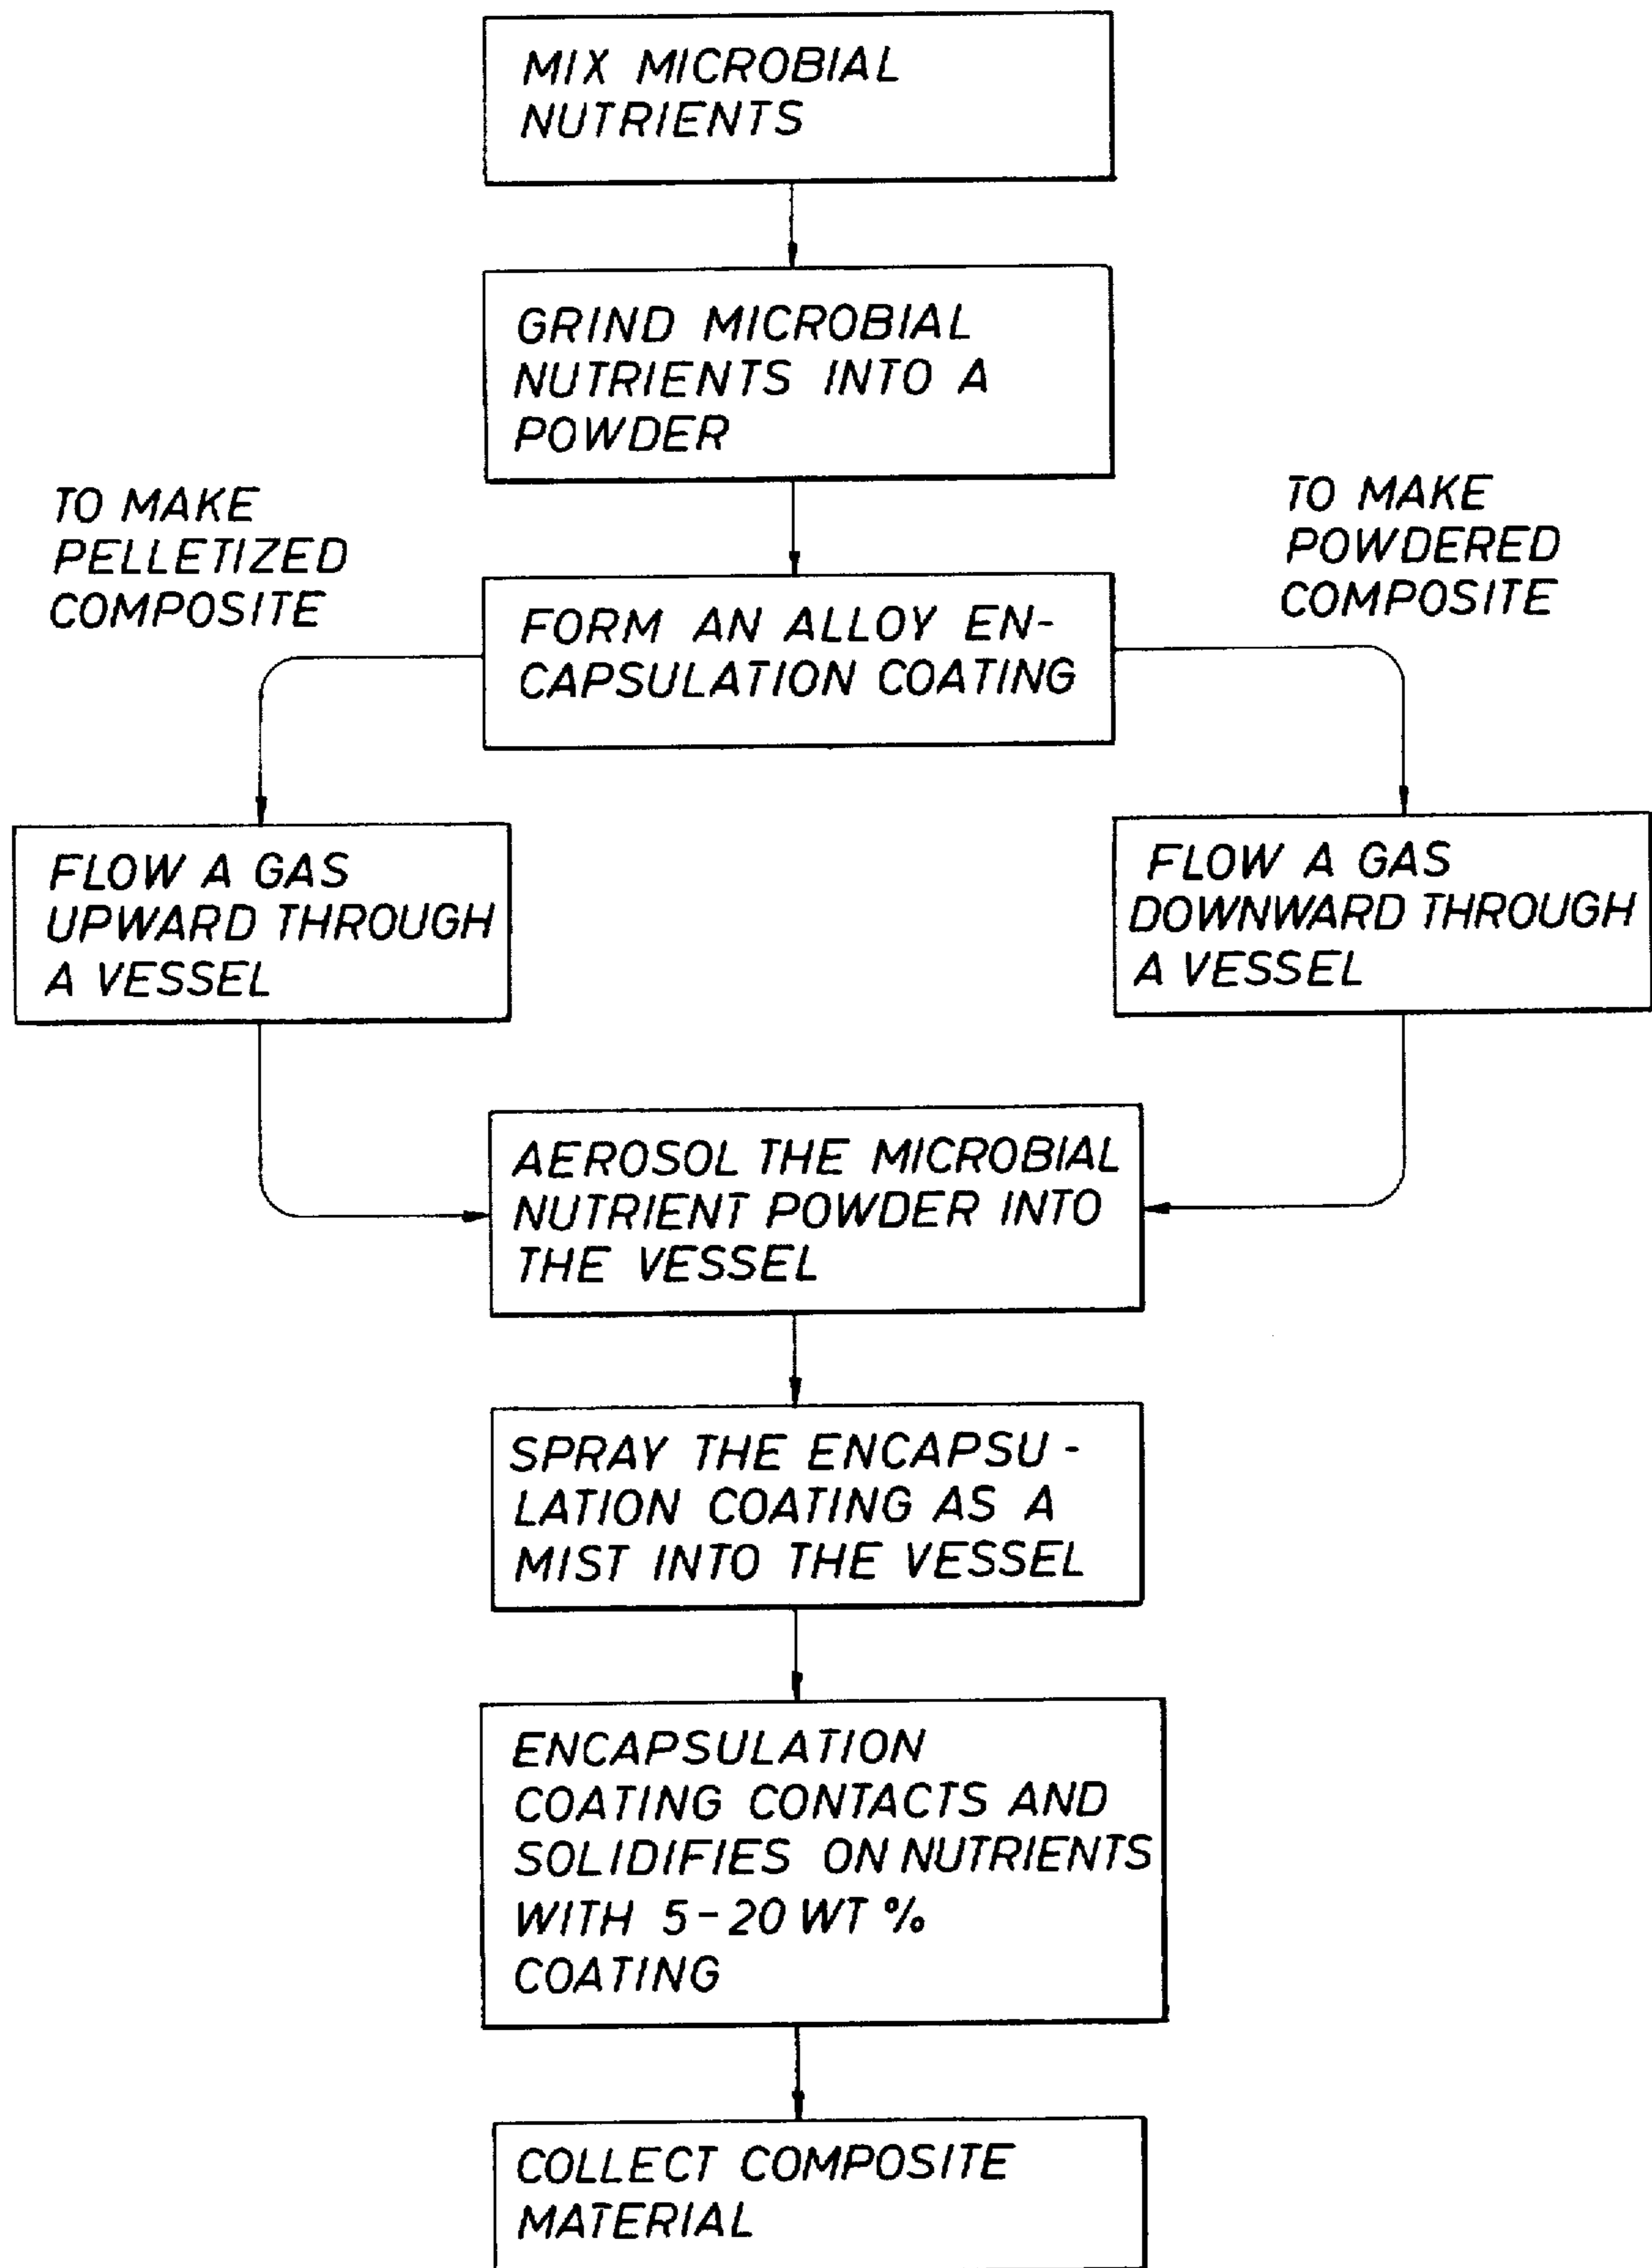 MIX MICROBIAL
NUTRIENTS
GRIND MICROBIAL
NUTRIENTS INTO A
POWDER
TO MAKE
PELLETIZED
COMPOSITE
TO MAKE
POWDERED
COMPOSITE
FORM AN ALLOY EN-
CAPSULATION COATING
FLOW A GAS
UPWARD THROUGH
A VESSEL
FLOW A GAS
DOWNWARD THROUGH
A VESSEL
AEROSOL THE MICROBIAL
NUTRIENT POWDER INTO
THE VESSEL
SPRAY THE ENCAPSU-
LATION COATING AS A
MIST INTO THE VESSEL
ENCAPSULATION
COATING CONTACTS AND
SOLIDIFIES ON NUTRIENTS
WITH 5-20 WT %
COATING
COLLECT COMPOSITE
MATERIAL